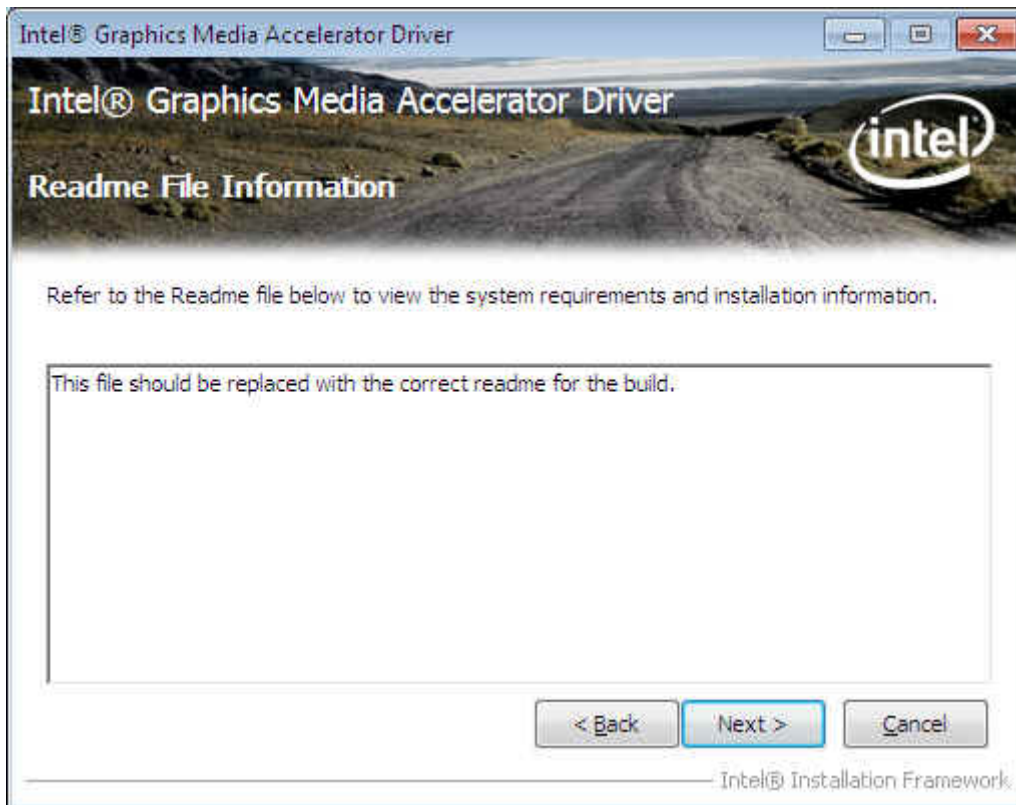 Intel® Graphics Media Accelerator Driver
Intel® Graphics Media Accelerator Driver
intel
Readme File Information
Refer to the Readme file below to view the system requirements and installation information.
This file should be replaced with the correct readme for the build.
< Back
Next >
Cancel
Intel® Installation Framework